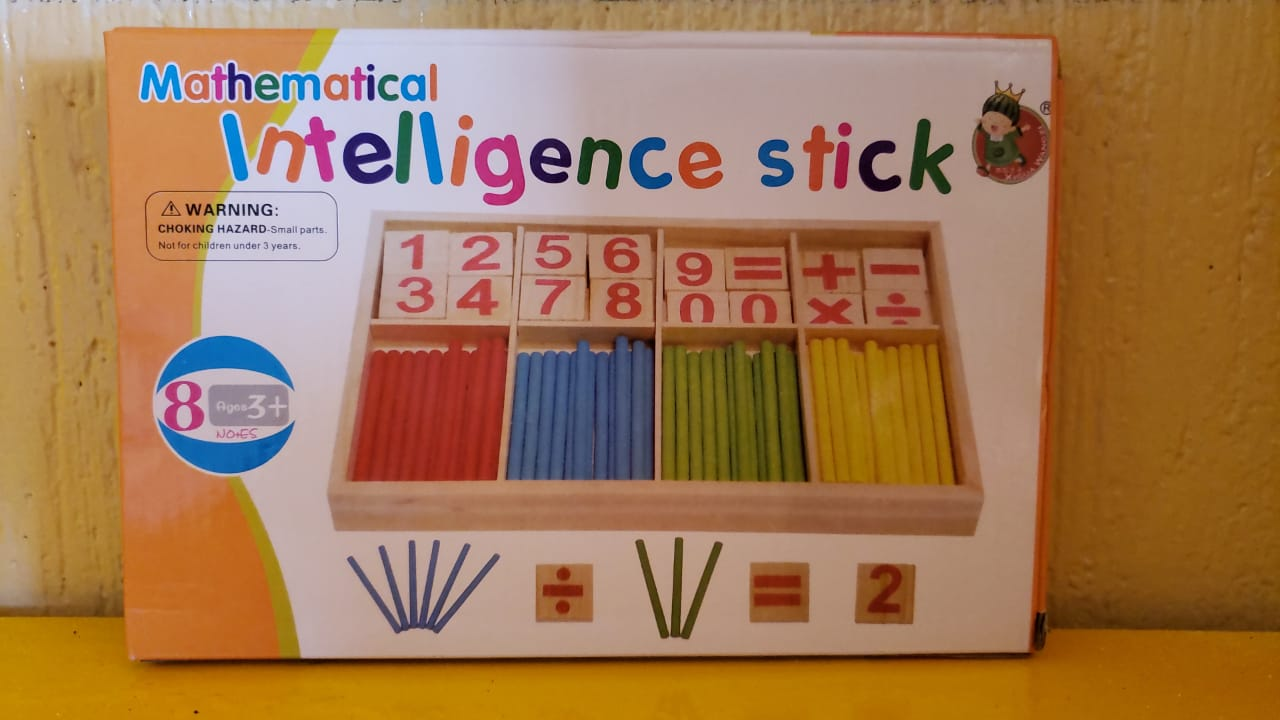 Mathematical
Intelligence stick
®
⚠ WARNING:
CHOKING HAZARD-Small parts.
Not for children under 3 years.
1 2 5 6 9 = + −
3 4 7 8 0 0 × ÷
8 Ages 3+
NOTES
÷ = 2